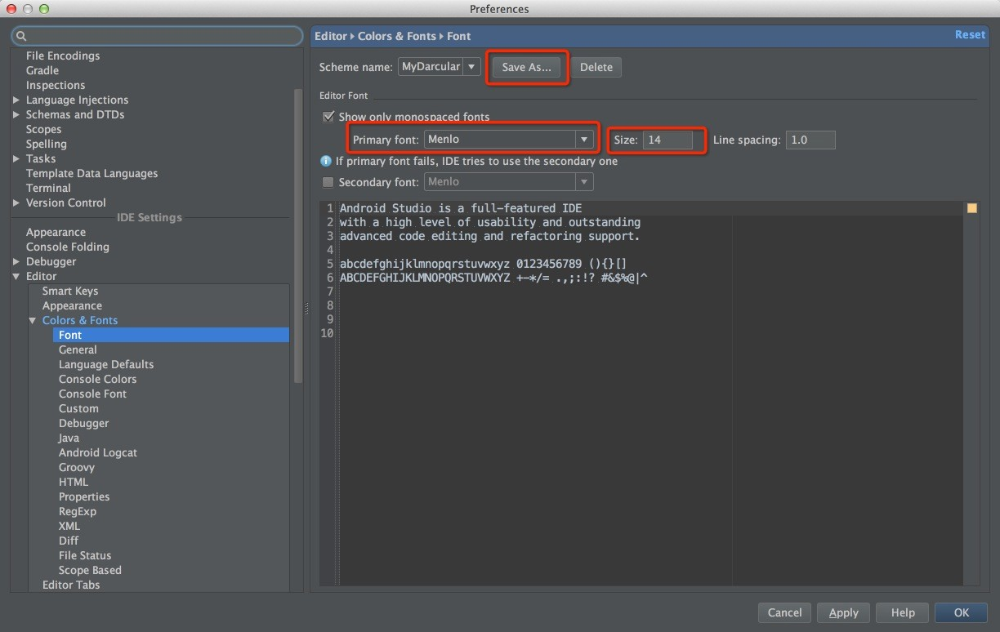 Preferences
File Encodings
Gradle
Inspections
Language Injections
Schemas and DTDs
Scopes
Spelling
Tasks
Template Data Languages
Terminal
Version Control
IDE Settings
Appearance
Console Folding
Debugger
Editor
Smart Keys
Appearance
Colors & Fonts
Font
General
Language Defaults
Console Colors
Console Font
Custom
Debugger
Java
Android Logcat
Groovy
HTML
Properties
RegExp
XML
Diff
File Status
Scope Based
Editor Tabs
Editor ▸ Colors & Fonts ▸ Font
Reset
Scheme name: MyDarcular Save As... Delete
Editor Font
Show only monospaced fonts
Primary font: Menlo Size: 14 Line spacing: 1.0
If primary font fails, IDE tries to use the secondary one
Secondary font: Menlo
1 Android Studio is a full-featured IDE
2 with a high level of usability and outstanding
3 advanced code editing and refactoring support.
4
5 abcdefghijklmnopqrstuvwxyz 0123456789 (){}[]
6 ABCDEFGHIJKLMNOPQRSTUVWXYZ +-*/= .,;:!? #&$%@|^
7
8
9
10
Cancel Apply Help OK